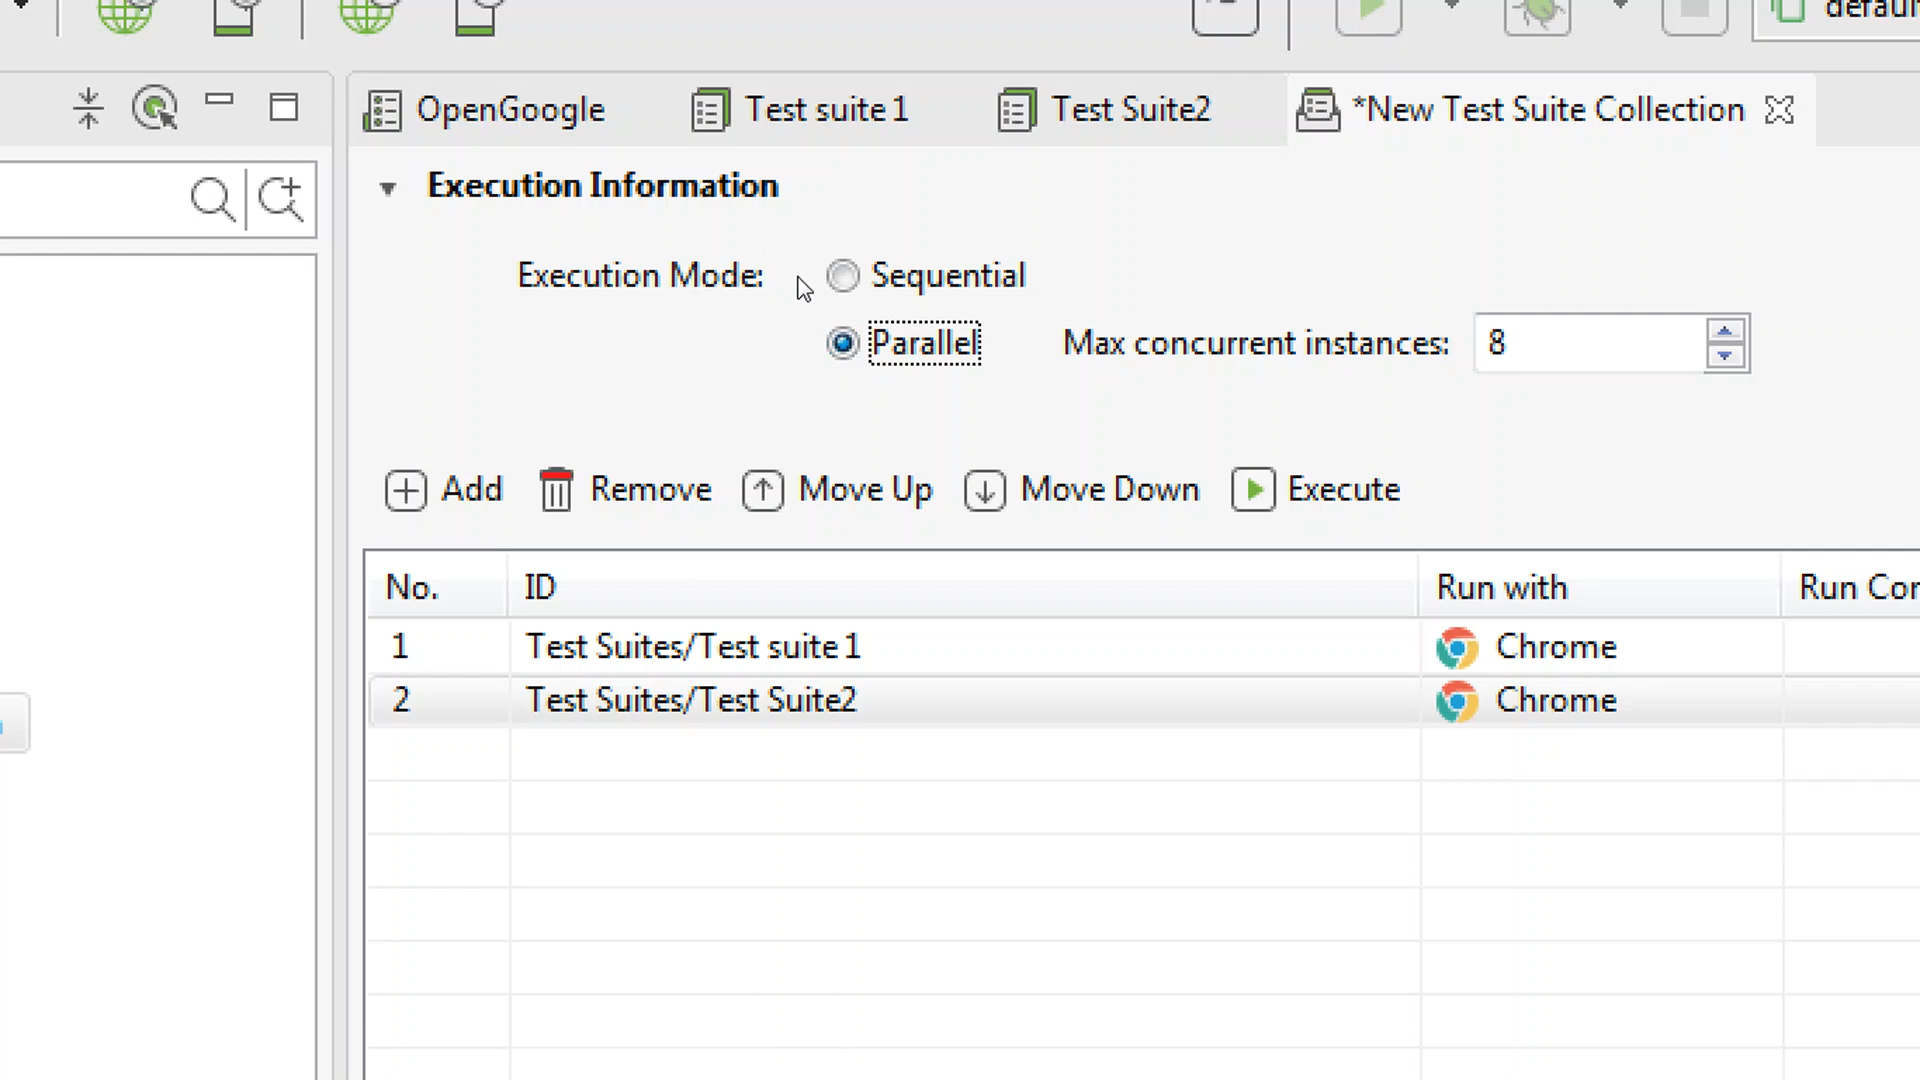 OpenGoogle
Test suite 1
Test Suite2
*New Test Suite Collection
Execution Information
Execution Mode:
Sequential
Parallel
Max concurrent instances:
8
Add
Remove
Move Up
Move Down
Execute
No.
ID
Run with
1
Test Suites/Test suite 1
Chrome
2
Test Suites/Test Suite2
Chrome